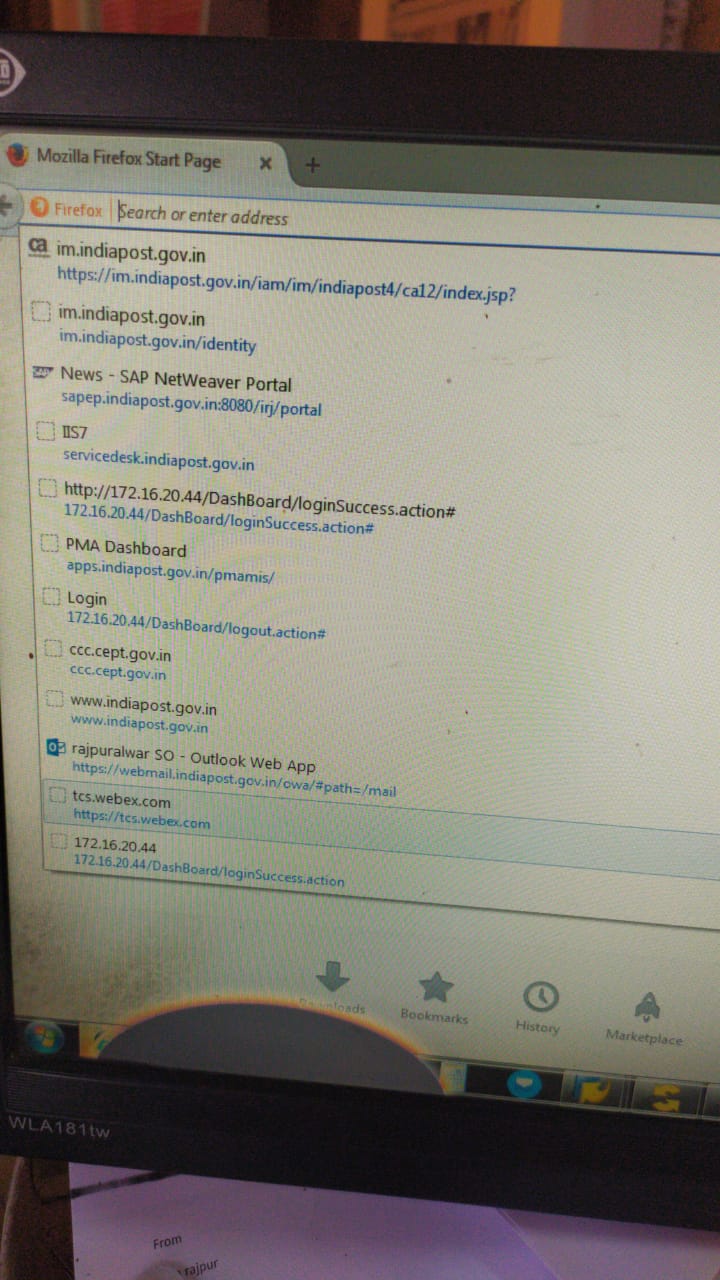 Mozilla Firefox Start Page
Firefox Search or enter address
ca im.indiapost.gov.in
https://im.indiapost.gov.in/iam/im/indiapost4/ca12/index.jsp?
im.indiapost.gov.in
im.indiapost.gov.in/identity
SAP News - SAP NetWeaver Portal
sapep.indiapost.gov.in:8080/irj/portal
IIS7
servicedesk.indiapost.gov.in
http://172.16.20.44/DashBoard/loginSuccess.action#
172.16.20.44/DashBoard/loginSuccess.action#
PMA Dashboard
apps.indiapost.gov.in/pmamis/
Login
172.16.20.44/DashBoard/logout.action#
ccc.cept.gov.in
ccc.cept.gov.in
www.indiapost.gov.in
www.indiapost.gov.in
rajpuralwar SO - Outlook Web App
https://webmail.indiapost.gov.in/owa/#path=/mail
tcs.webex.com
https://tcs.webex.com
172.16.20.44
172.16.20.44/DashBoard/loginSuccess.action
Downloads Bookmarks History Marketplace
WLA181tw
From
rajpur